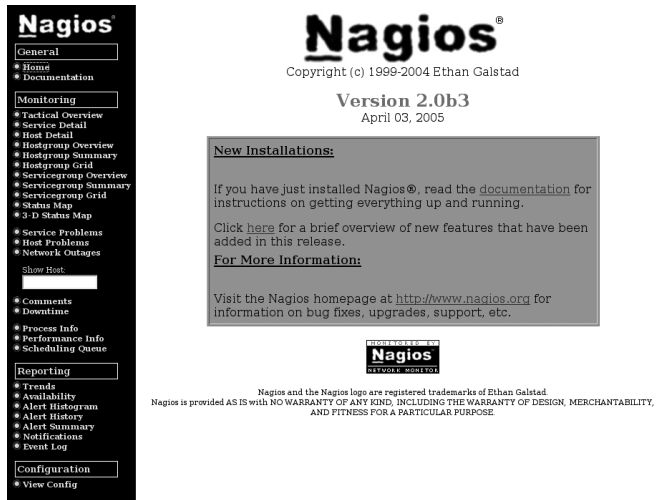 Nagios®
General
Home
Documentation
Monitoring
Tactical Overview
Service Detail
Host Detail
Hostgroup Overview
Hostgroup Summary
Hostgroup Grid
Servicegroup Overview
Servicegroup Summary
Servicegroup Grid
Status Map
3-D Status Map
Service Problems
Host Problems
Network Outages
Show Host:
Comments
Downtime
Process Info
Performance Info
Scheduling Queue
Reporting
Trends
Availability
Alert Histogram
Alert History
Alert Summary
Notifications
Event Log
Configuration
View Config
Nagios®
Copyright (c) 1999-2004 Ethan Galstad
Version 2.0b3
April 03, 2005
New Installations:
If you have just installed Nagios®, read the documentation for
instructions on getting everything up and running.
Click here for a brief overview of new features that have been
added in this release.
For More Information:
Visit the Nagios homepage at http://www.nagios.org for
information on bug fixes, upgrades, support, etc.
MONITORED BY
Nagios
NETWORK MONITOR
Nagios and the Nagios logo are registered trademarks of Ethan Galstad.
Nagios is provided AS IS with NO WARRANTY OF ANY KIND, INCLUDING THE WARRANTY OF DESIGN, MERCHANTABILITY,
AND FITNESS FOR A PARTICULAR PURPOSE.